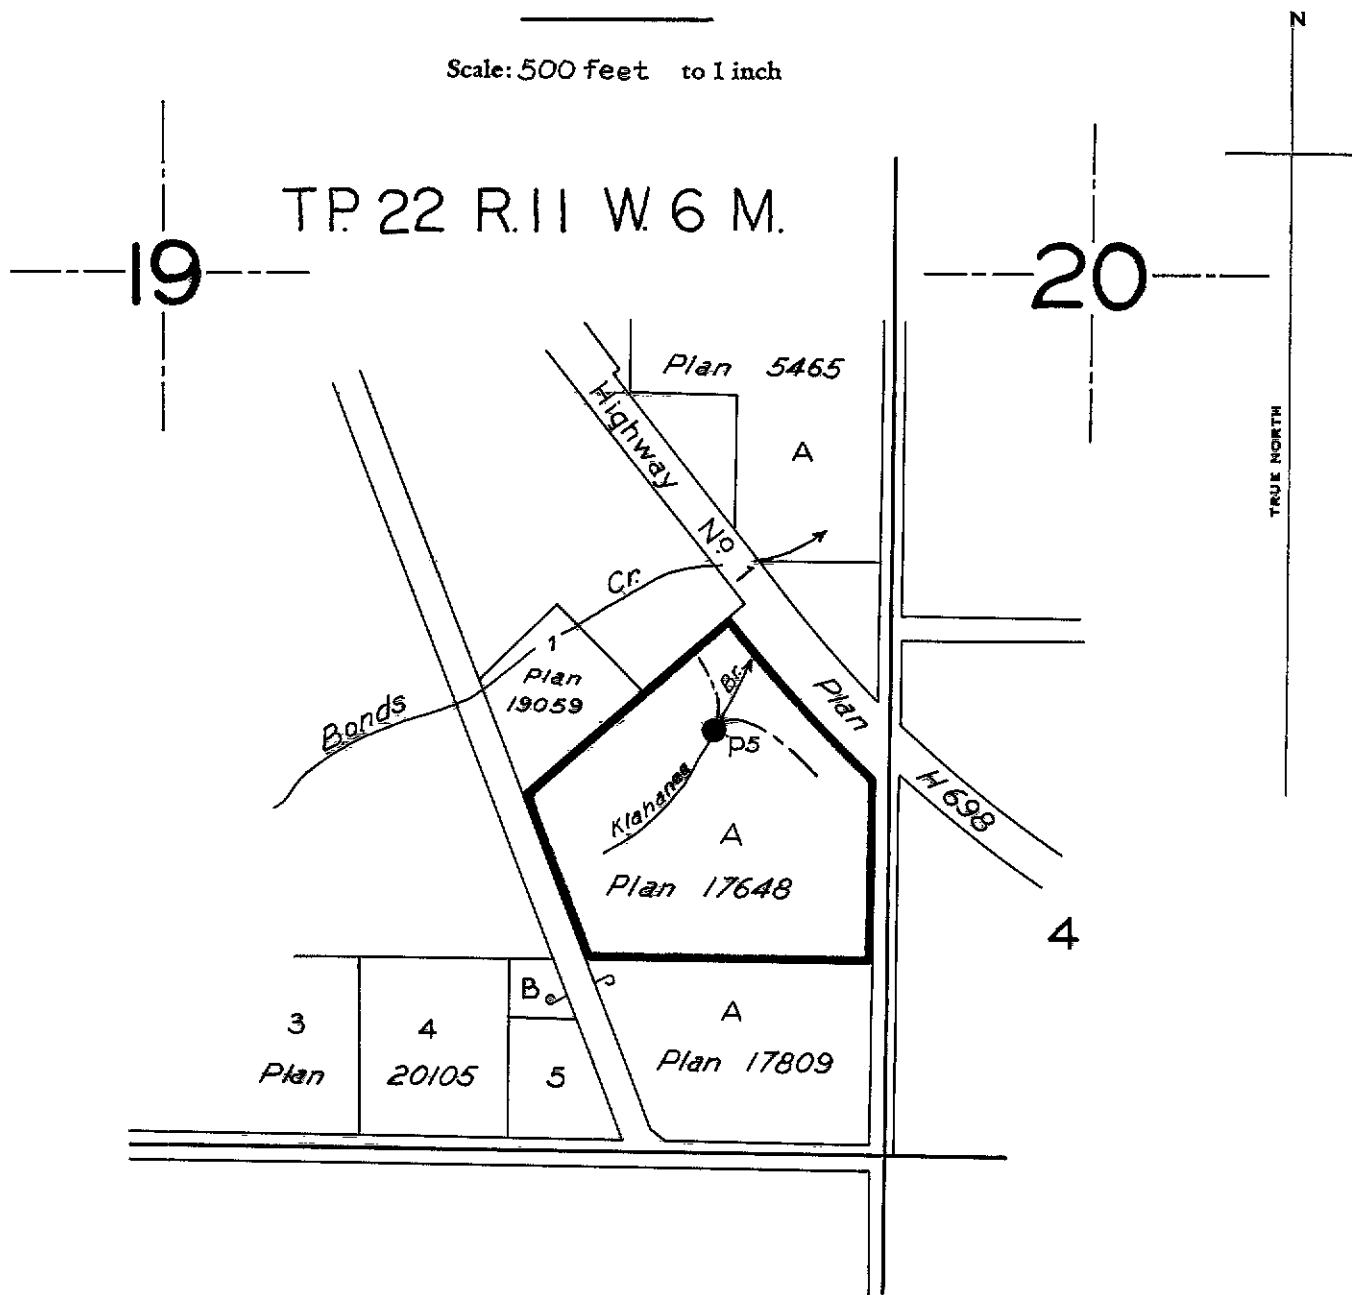 N
Scale: 500 feet to 1 inch
TP. 22 R. 11 W. 6 M.
19
20
Plan 5465
A
TRUE NORTH
Highway No. 1
Cr.
1
Plan
19059
Bonds
Br.
P5
Plan
H 698
Klahanee
A
Plan 17648
4
B
A
3
4
Plan
20105
5
Plan 17809